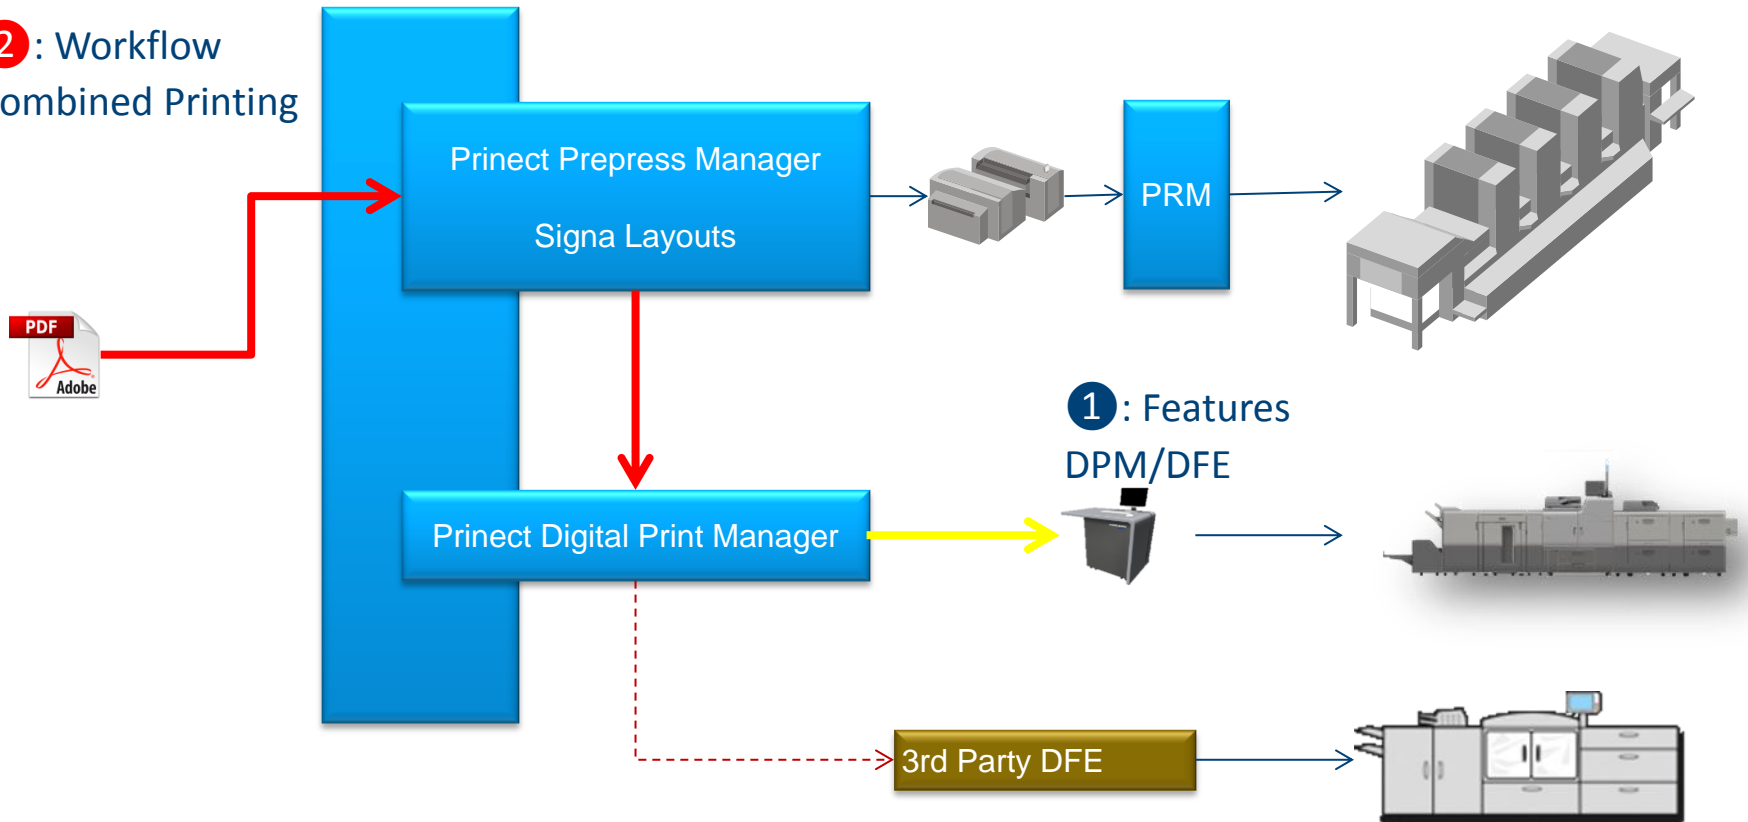 2: Workflow
ombined Printing
Prinect Prepress Manager
Signa Layouts
PRM
PDF
Adobe
1: Features
DPM/DFE
Prinect Digital Print Manager
3rd Party DFE